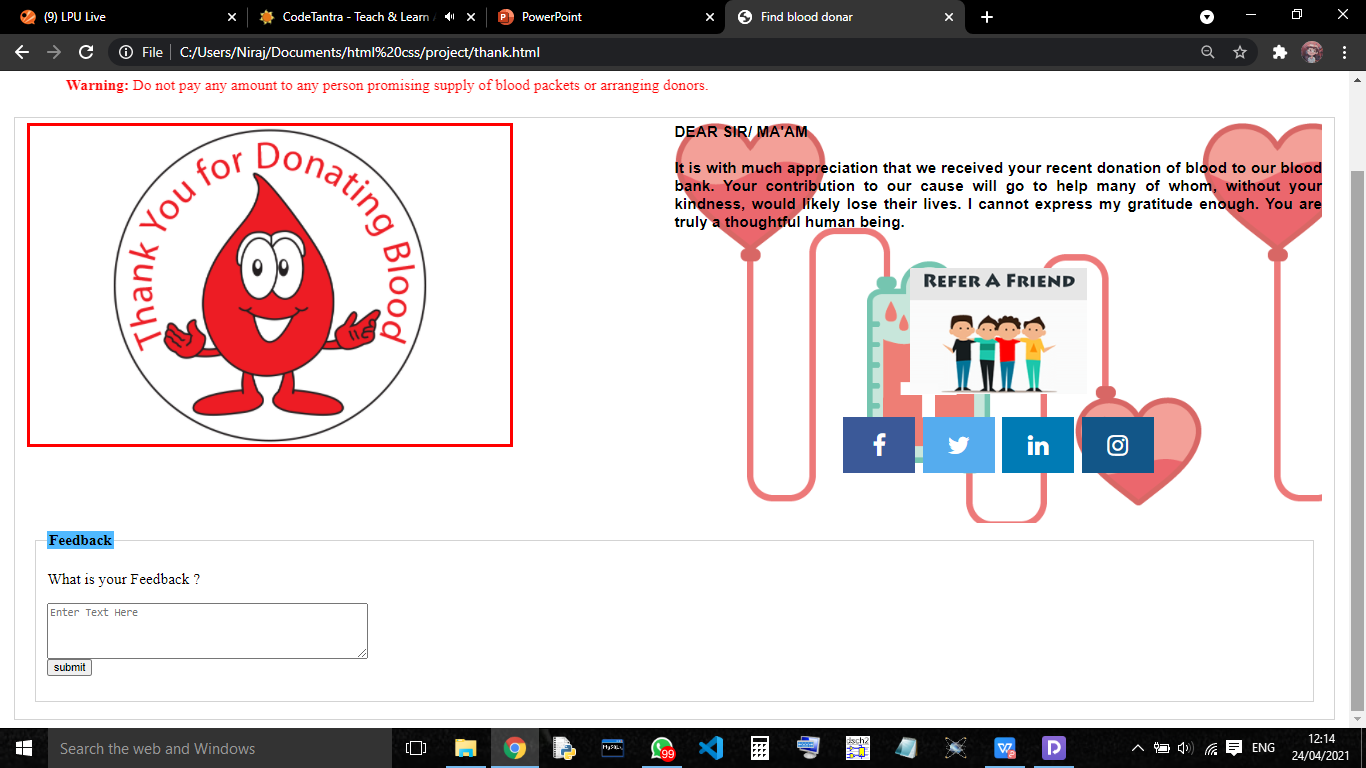 (9) LPU Live
CodeTantra - Teach & Learn
PowerPoint
Find blood donar
File
C:/Users/Niraj/Documents/html%20css/project/thank.html
Warning: Do not pay any amount to any person promising supply of blood packets or arranging donors.
Thank You for Donating Blood
DEAR SIR/ MA'AM
It is with much appreciation that we received your recent donation of blood to our blood
bank. Your contribution to our cause will go to help many of whom, without your
kindness, would likely lose their lives. I cannot express my gratitude enough. You are
truly a thoughtful human being.
REFER A FRIEND
f
in
Feedback
What is your Feedback ?
Enter Text Here
submit
Search the web and Windows
MySQL
99
dsch2
ENG
12:14
24/04/2021